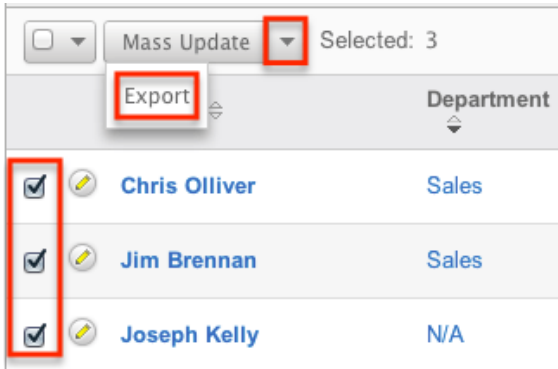 Mass Update Selected: 3
Export
Department
Chris Olliver Sales
Jim Brennan Sales
Joseph Kelly N/A